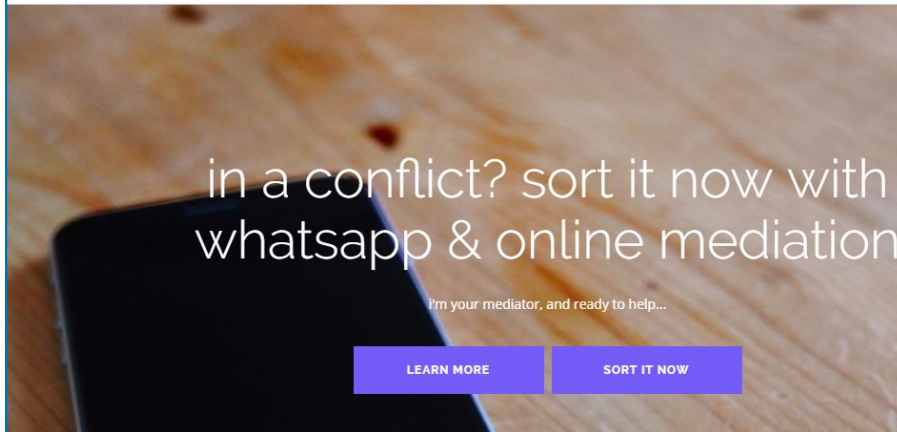 in a conflict? sort it now with
whatsapp & online mediation
i'm your mediator, and ready to help...
LEARN MORE
SORT IT NOW